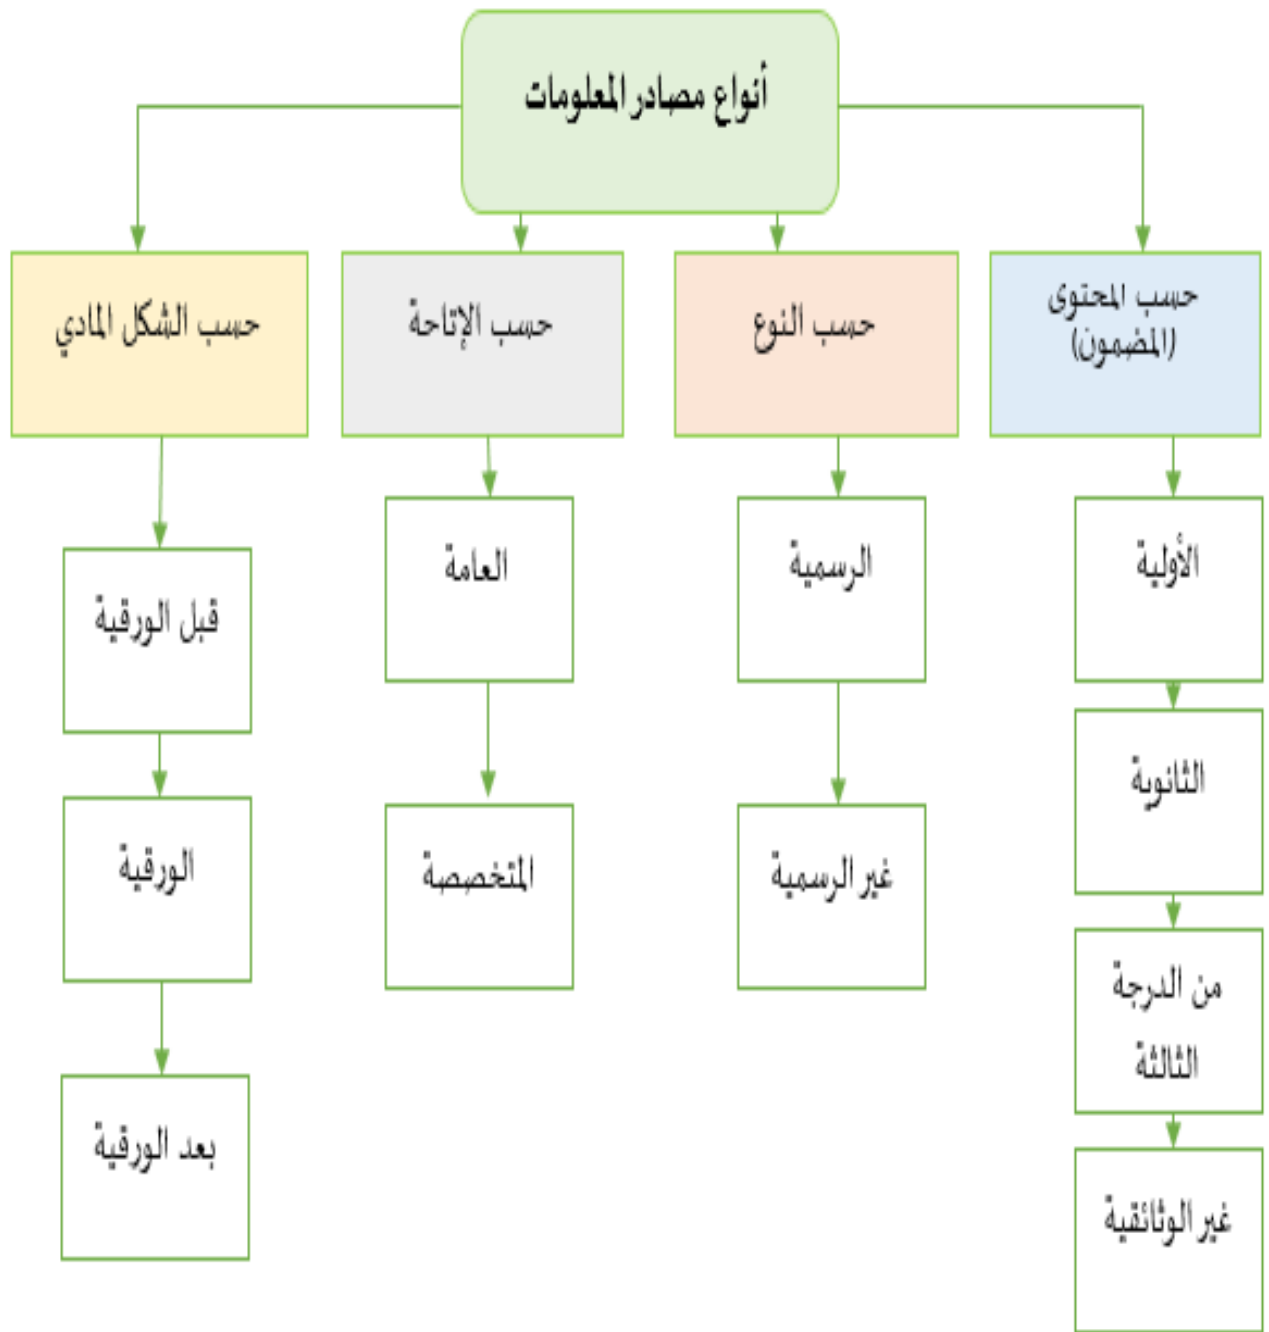 أنواع مصادر المعلومات
حسب المحتوى
(المضمون)
حسب النوع
حسب الإتاحة
حسب الشكل المادي
الأولية
الثانوية
من الدرجة
الثالثة
غير الوثائقية
الرسمية
غير الرسمية
العامة
المتخصصة
قبل الورقية
الورقية
بعد الورقية